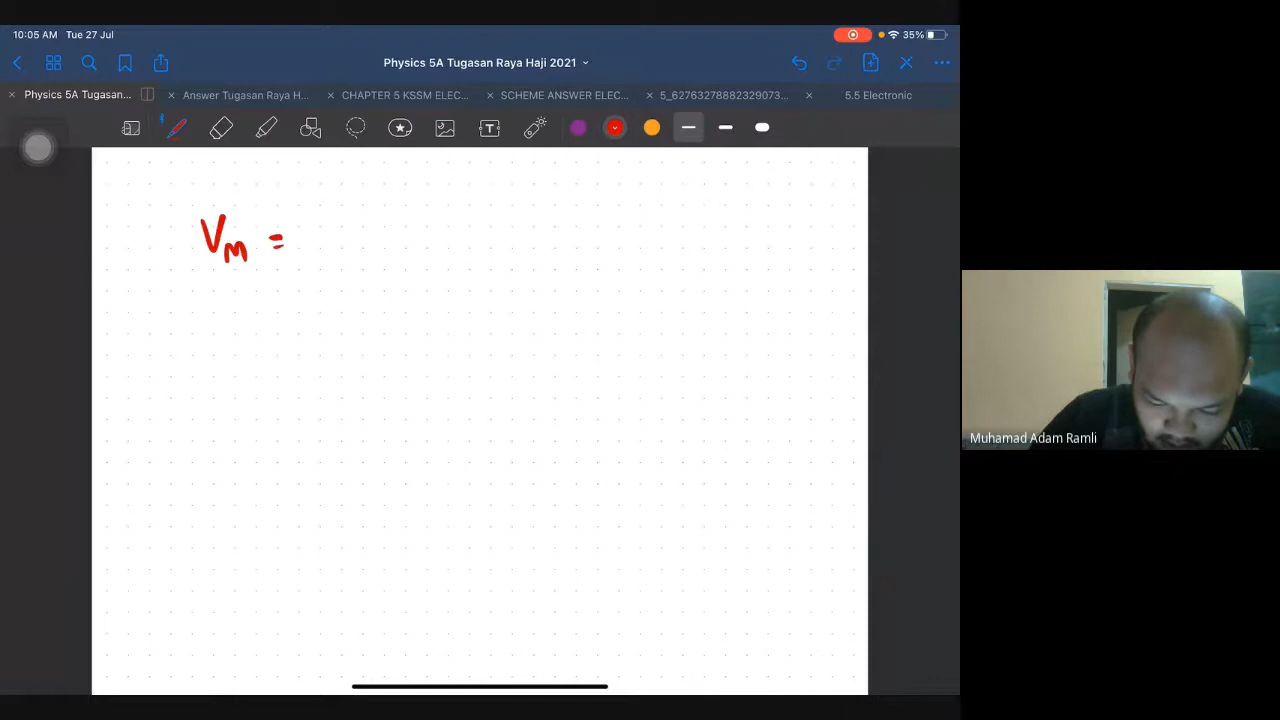 10:05 AM Tue 27 Jul
35%
Physics 5A Tugasan Raya Haji 2021
Physics 5A Tugasan...
Answer Tugasan Raya H...
CHAPTER 5 KSSM ELEC...
SCHEME ANSWER ELEC...
5_62763278882329073...
5.5 Electronic
T
VM =
Muhamad Adam Ramli